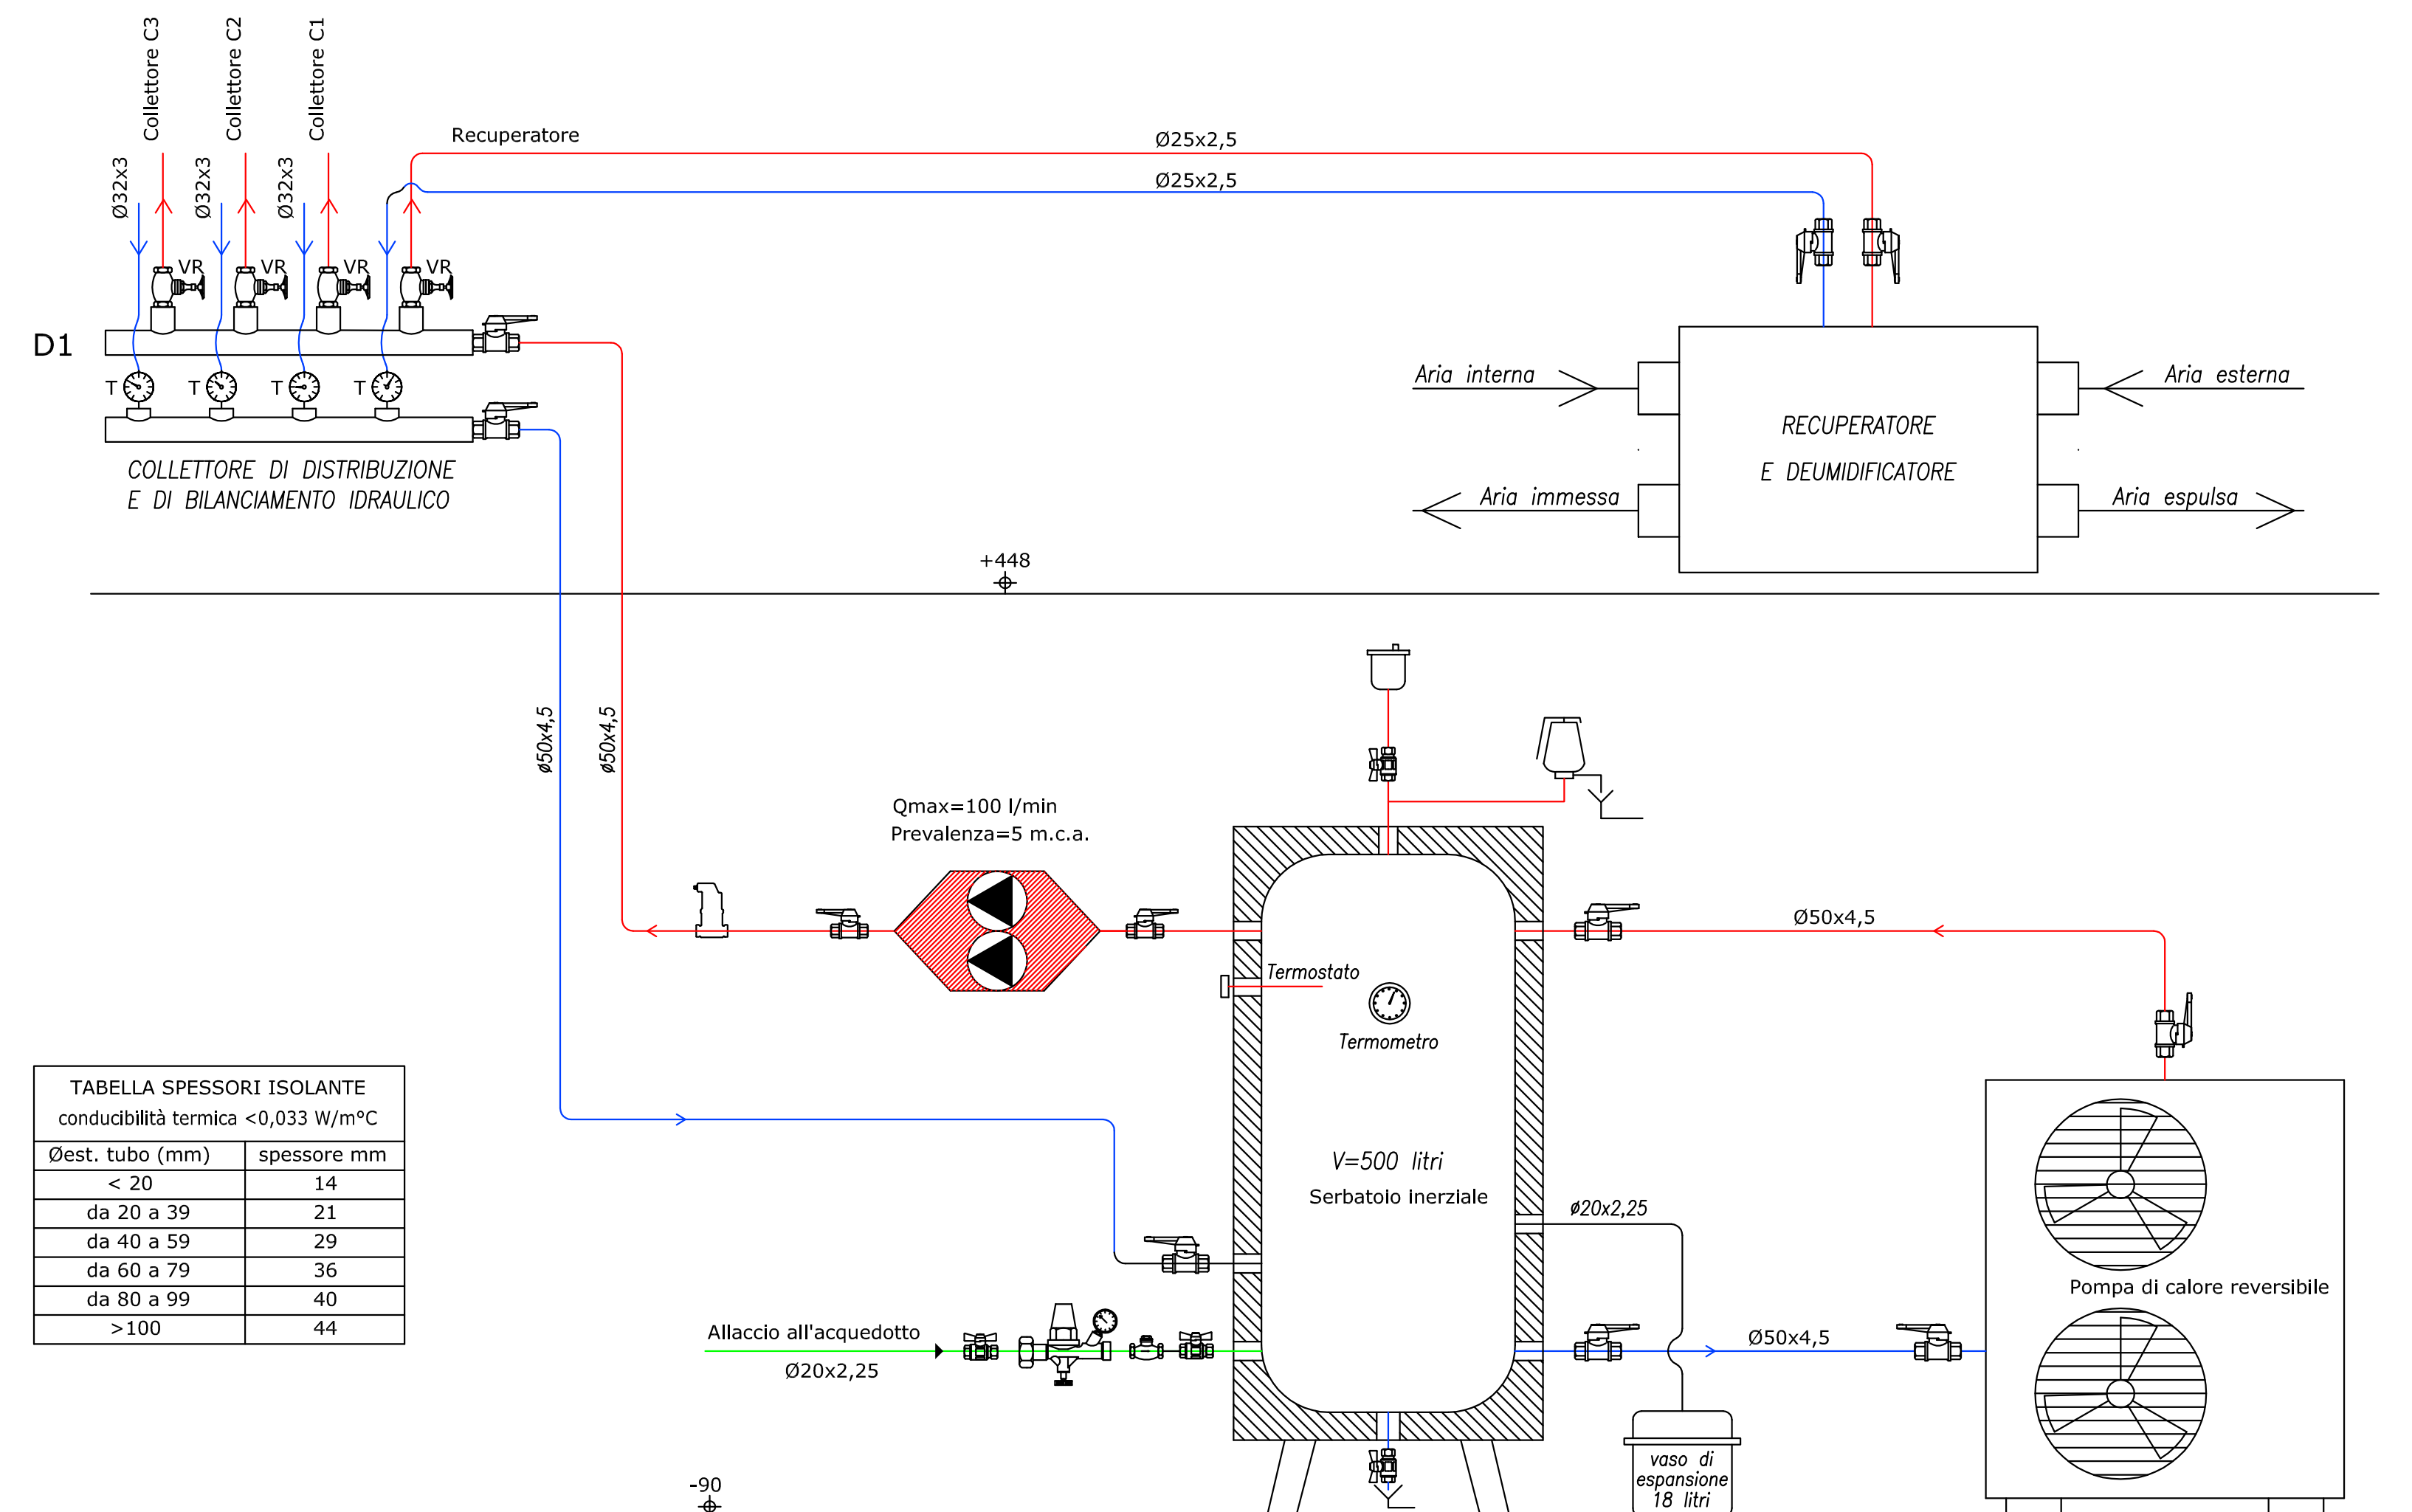 Collettore C3
Collettore C2
Collettore C1
Ø32x3
Ø32x3
Ø32x3
Recuperatore
Ø25x2,5
Ø25x2,5
VR
VR
VR
VR
D1
T
T
T
T
COLLETTORE DI DISTRIBUZIONE
E DI BILANCIAMENTO IDRAULICO
Aria interna
Aria esterna
RECUPERATORE
E DEUMIDIFICATORE
Aria immessa
Aria espulsa
+448
ø50x4,5
ø50x4,5
Qmax=100 l/min
Prevalenza=5 m.c.a.
Ø50x4,5
Termostato
Termometro
V=500 litri
Serbatoio inerziale
ø20x2,25
Pompa di calore reversibile
Ø50x4,5
Allaccio all'acquedotto
Ø20x2,25
vaso di
espansione
18 litri
-90
TABELLA SPESSORI ISOLANTE
conducibilità termica <0,033 W/m°C
Øest. tubo (mm) spessore mm
< 20 14
da 20 a 39 21
da 40 a 59 29
da 60 a 79 36
da 80 a 99 40
>100 44